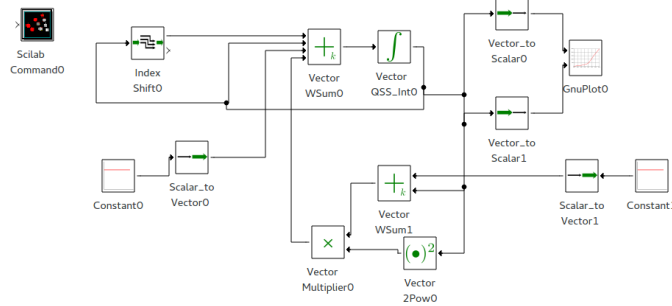 Scilab
Command0
Index
Shift0
+k
Vector
WSum0
∫
Vector
QSS_Int0
Vector_to
Scalar0
GnuPlot0
Vector_to
Scalar1
Constant0
Scalar_to
Vector0
+k
Vector
WSum1
Scalar_to
Vector1
Constant1
×
Vector
Multiplier0
(•)2
Vector
2Pow0